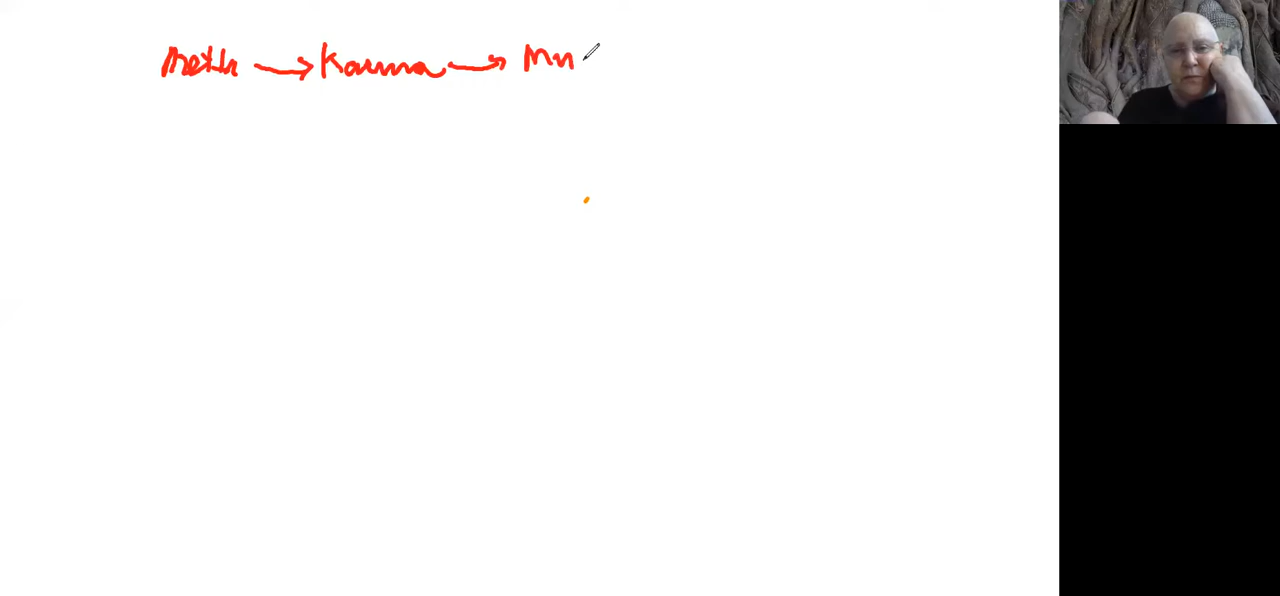 Metta → Karuna → Mu